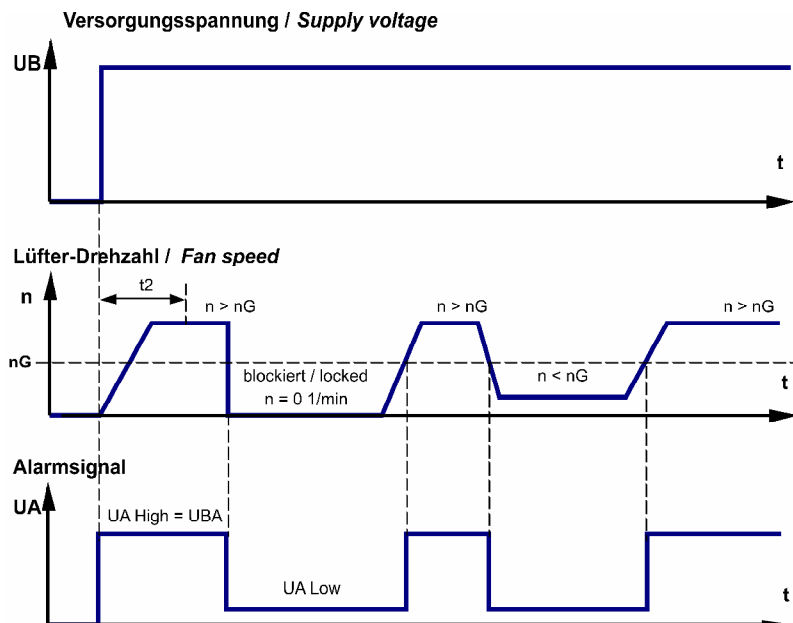 Versorgungsspannung / Supply voltage
UB
t
Lüfter-Drehzahl / Fan speed
n
t2
n > nG
n > nG
n > nG
nG
blockiert / locked
n = 0 1/min
n < nG
t
Alarmsignal
UA
UA High = UBA
UA Low
t